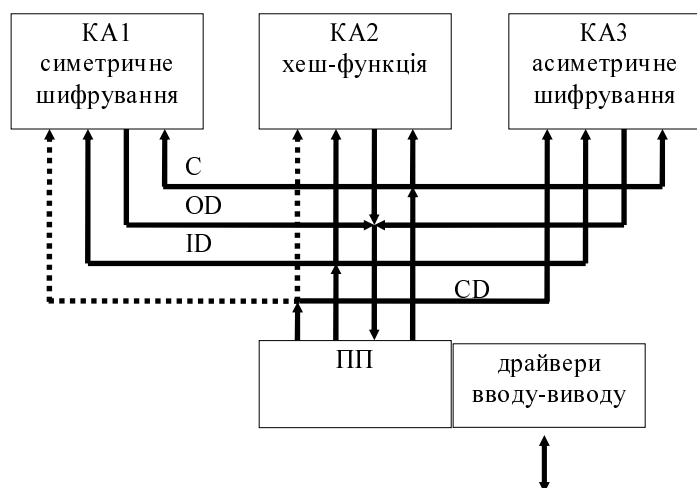 КА1
симетричне
шифрування
КА2
хеш-функція
КА3
асиметричне
шифрування
C
OD
ID
CD
ПП
драйвери
вводу-виводу